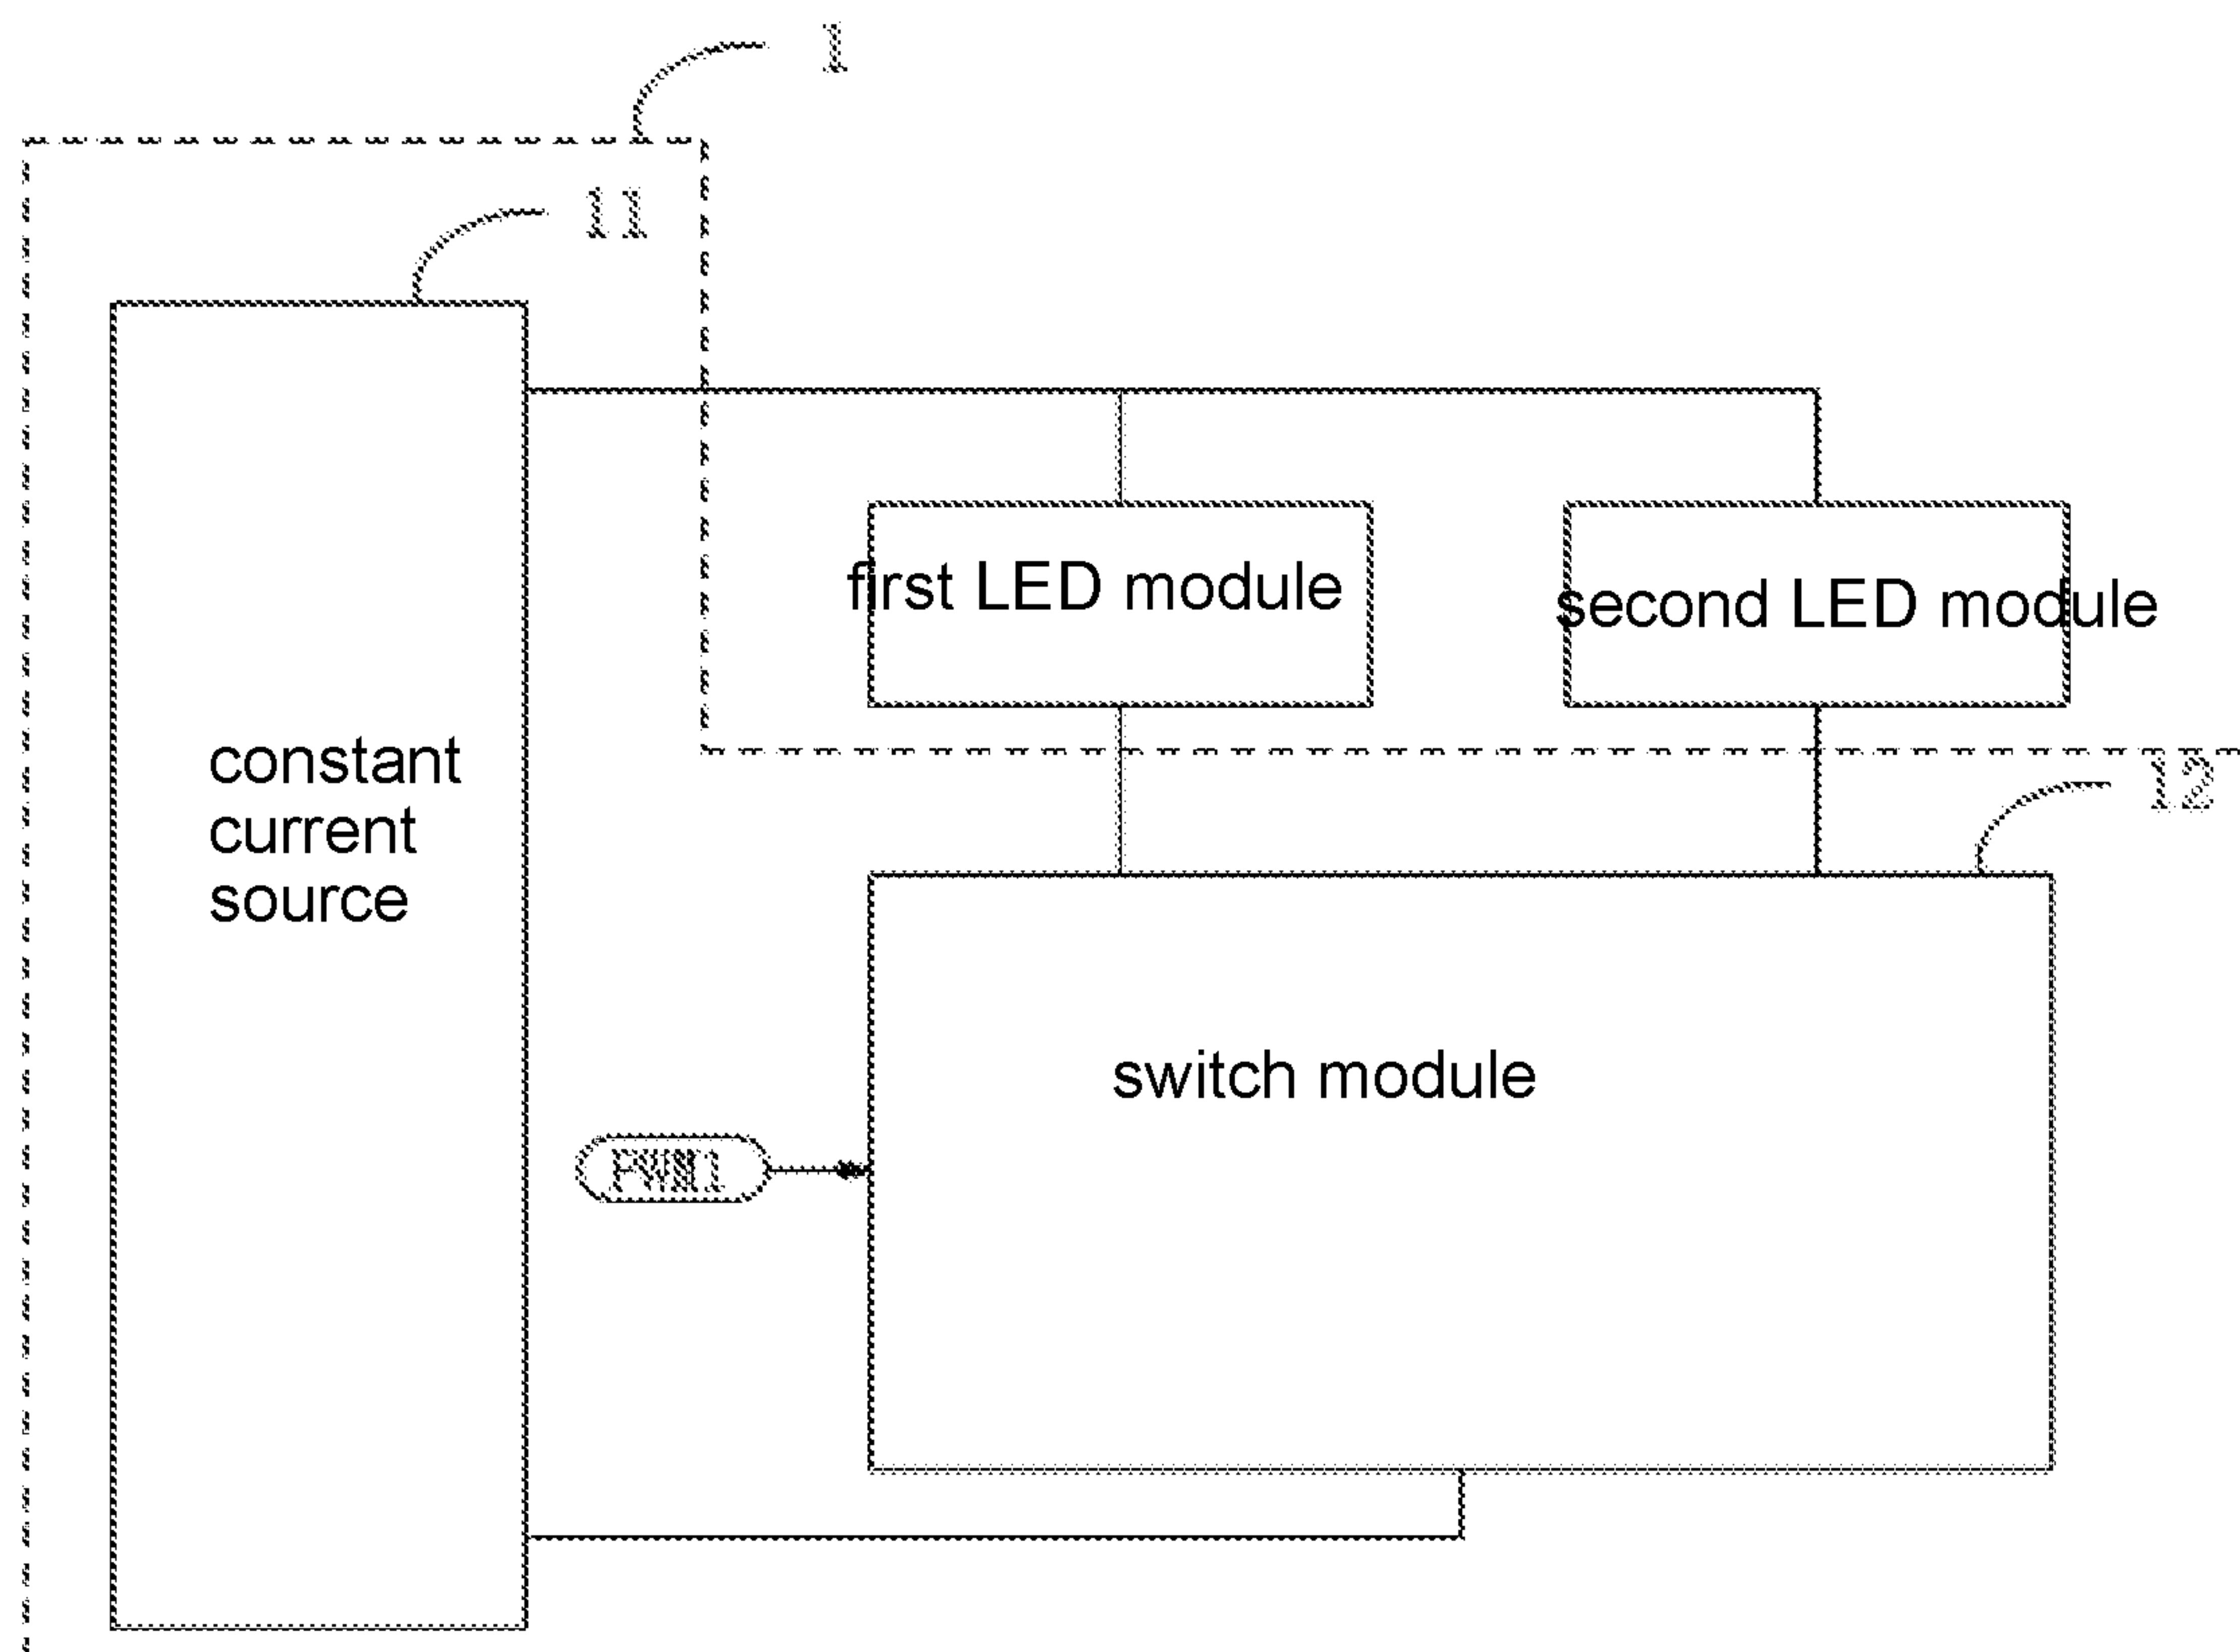 1
11
first LED module
second LED module
constant
current
source
12
switch module
PWM1